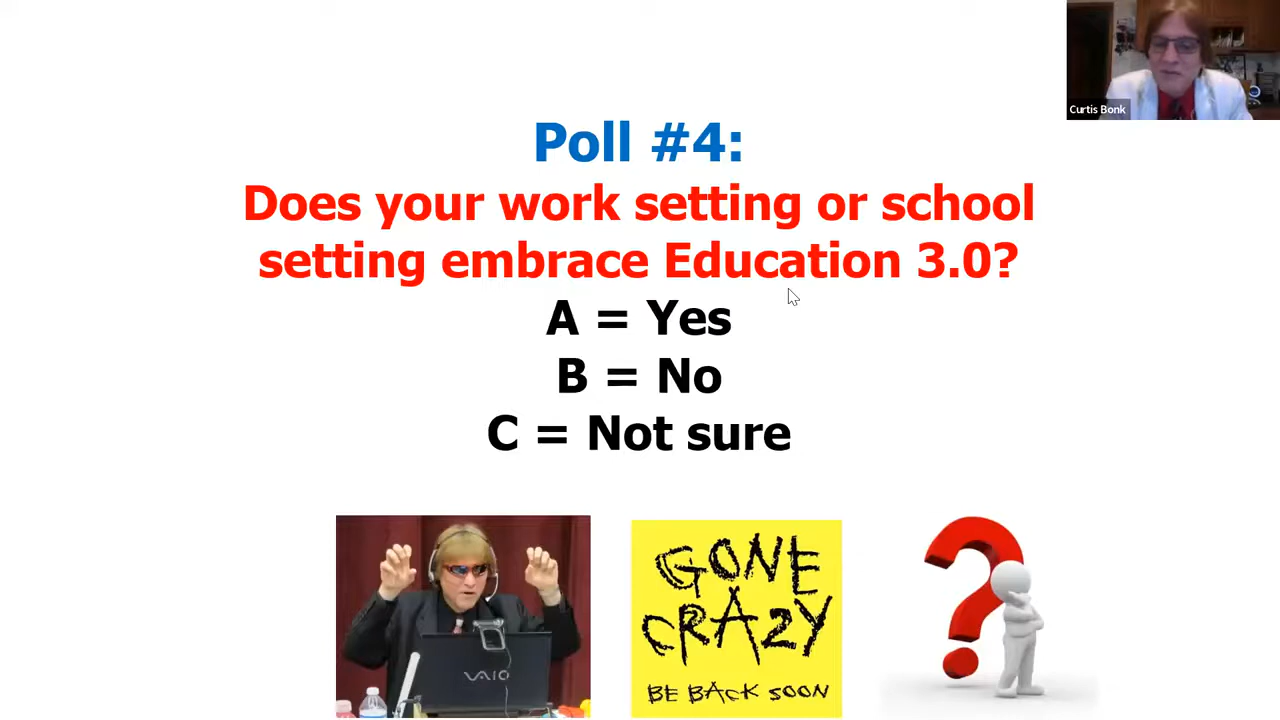 Curtis Bonk
Poll #4:
Does your work setting or school
setting embrace Education 3.0?
A = Yes
B = No
C = Not sure
VAIO
GONE
CRAZY
BE BACK SOON